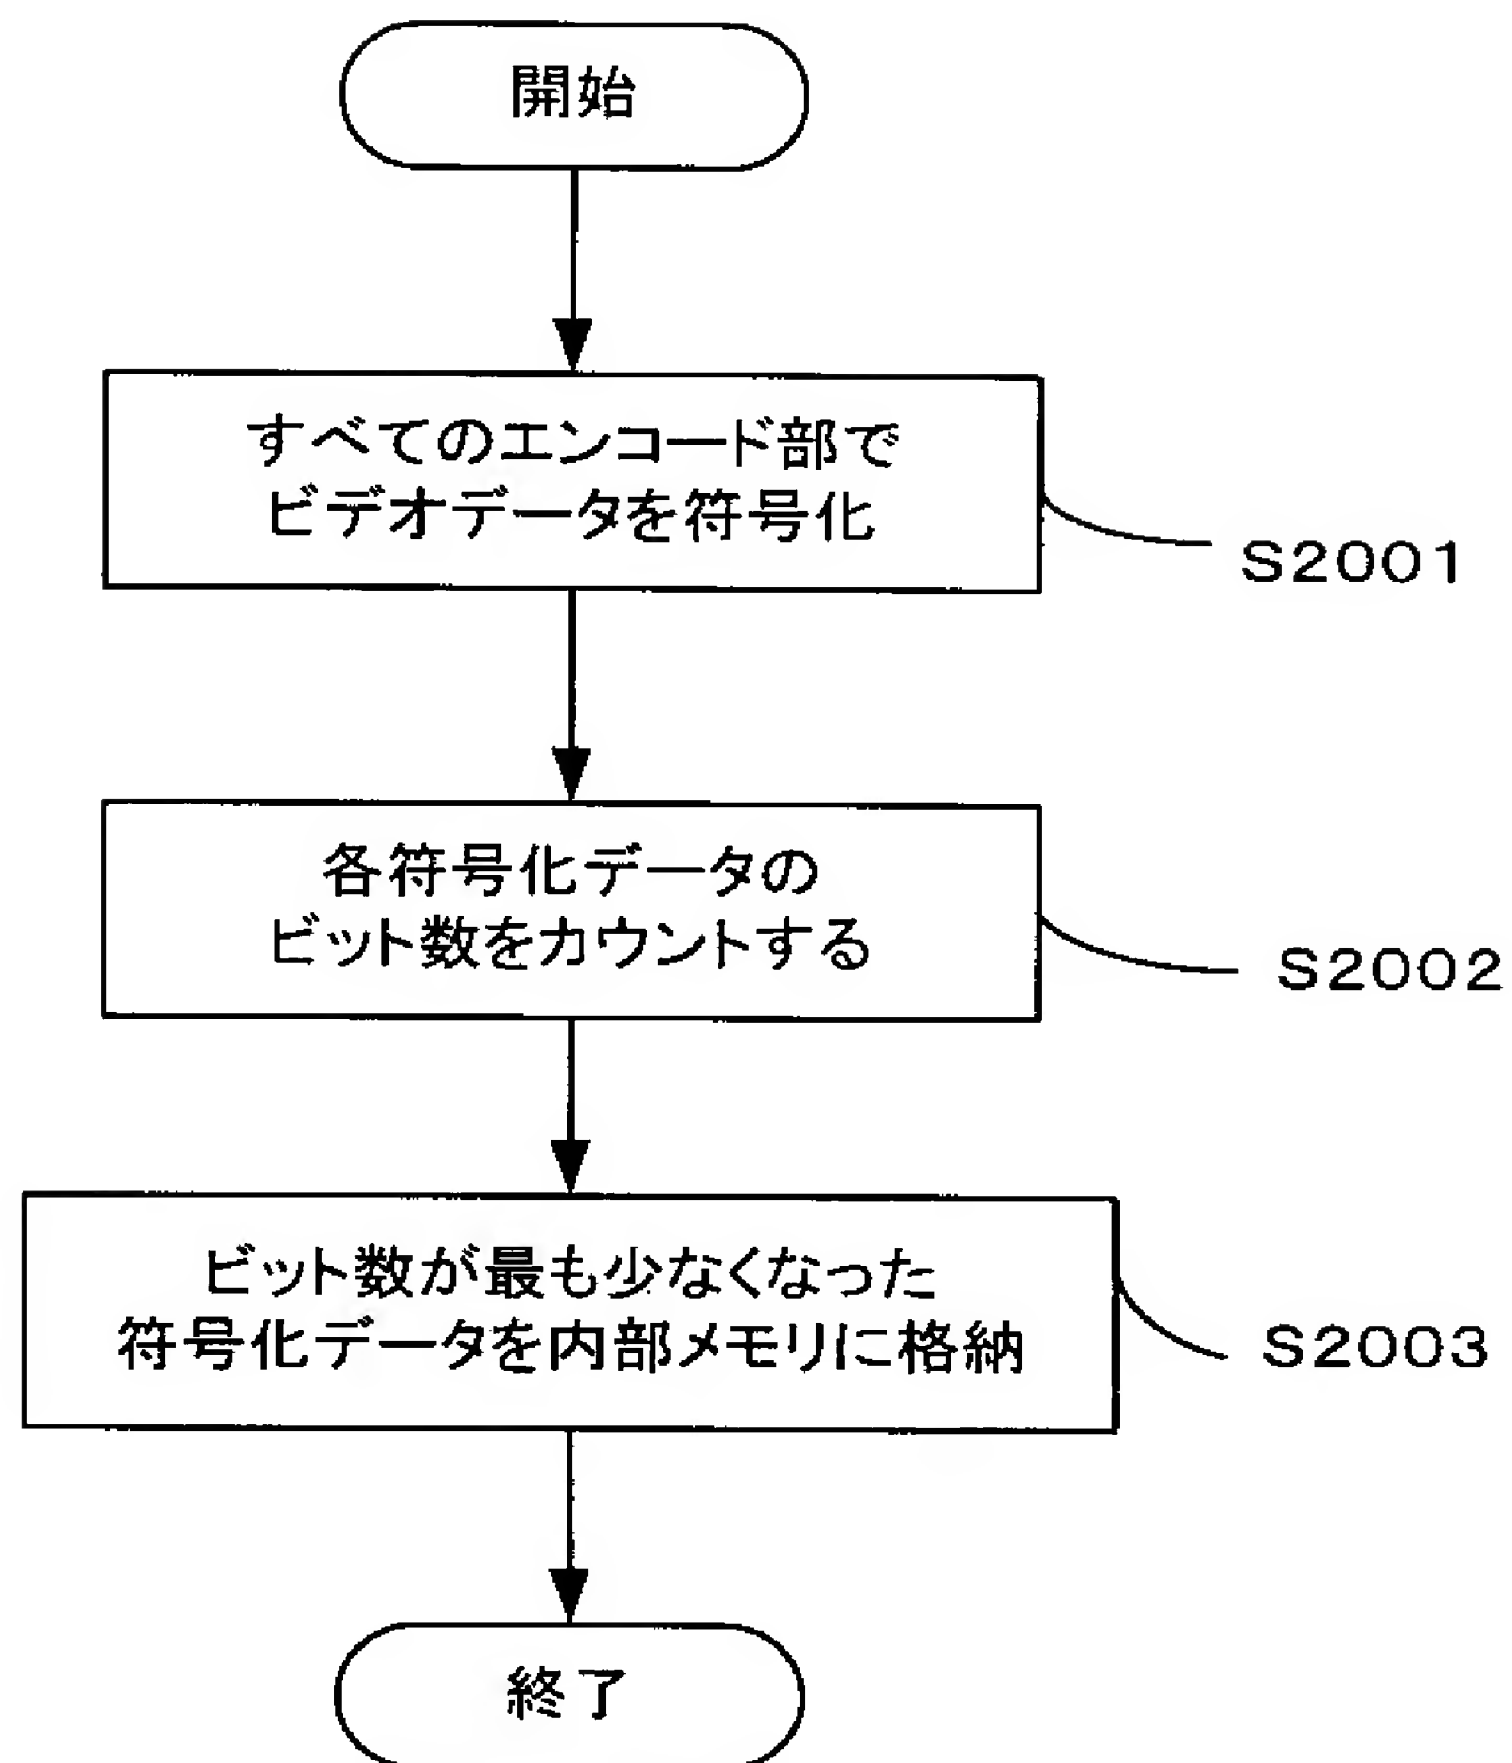 開始
すべてのエンコード部で
ビデオデータを符号化
S2001
各符号化データの
ビット数をカウントする
S2002
ビット数が最も少なくなった
符号化データを内部メモリに格納
S2003
終了